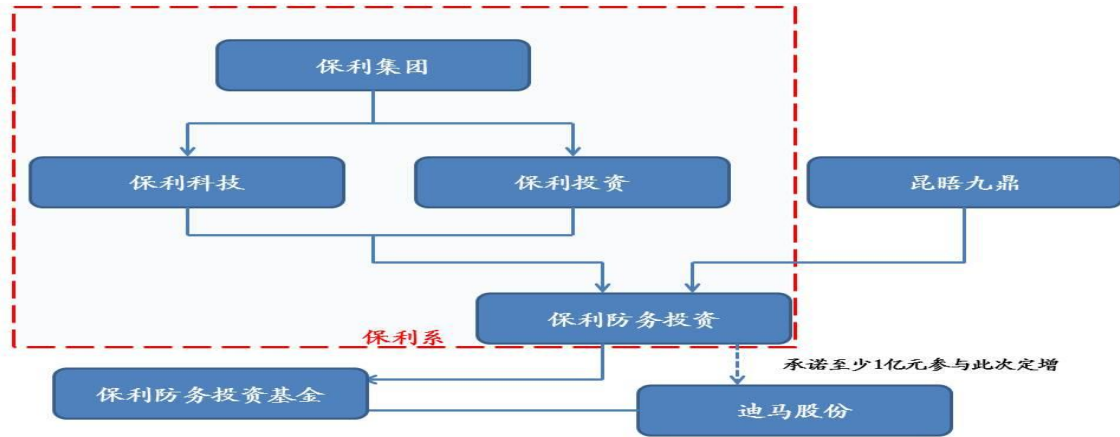 保利集团
保利科技
保利投资
昆晤九鼎
保利防务投资
保利系
承诺至少1亿元参与此次定增
保利防务投资基金
迪马股份